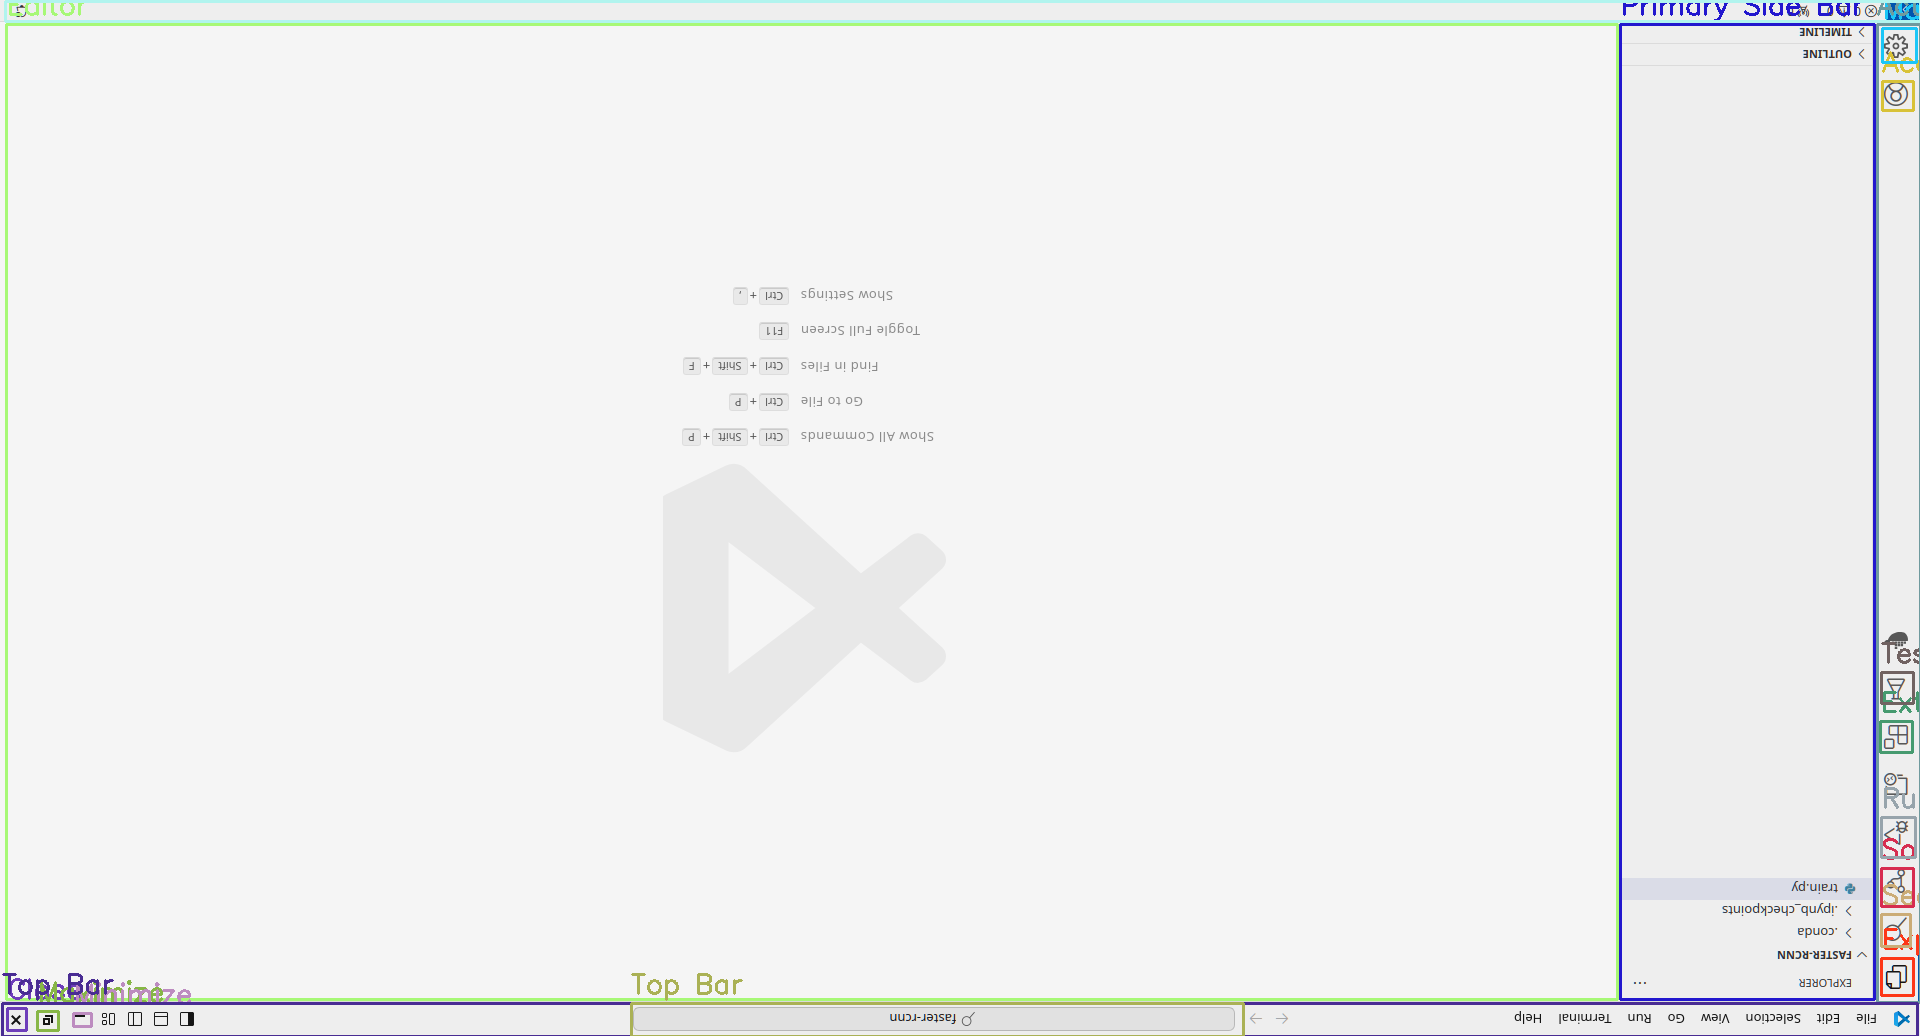 File Edit Selection View Go Run Terminal Help
faster-rcnn
EXPLORER
FASTER-RCNN
.conda
.ipynb_checkpoints
train.py
OUTLINE
TIMELINE
Show All Commands Ctrl + Shift + P
Go to File Ctrl + P
Find in Files Ctrl + Shift + F
Toggle Full Screen F11
Show Settings Ctrl + ,
Editor
Primary Side Bar
Top Bar
Top Bar